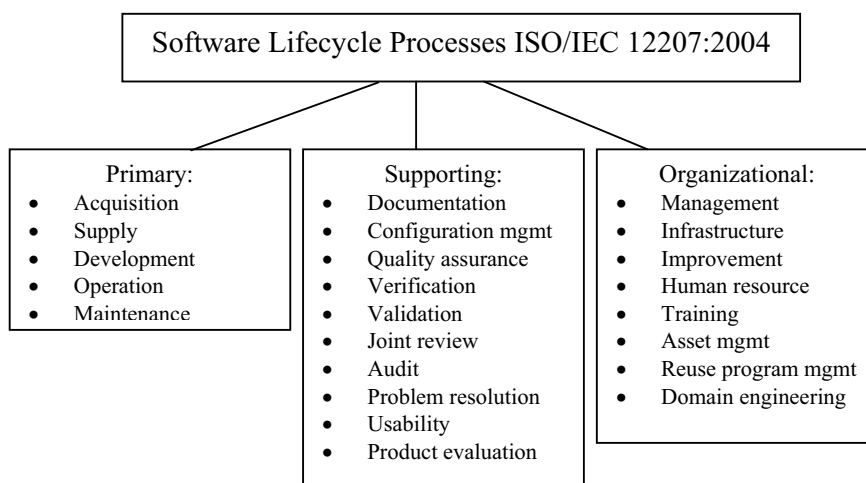 Software Lifecycle Processes ISO/IEC 12207:2004
Primary:
• Acquisition
• Supply
• Development
• Operation
• Maintenance
Supporting:
• Documentation
• Configuration mgmt
• Quality assurance
• Verification
• Validation
• Joint review
• Audit
• Problem resolution
• Usability
• Product evaluation
Organizational:
• Management
• Infrastructure
• Improvement
• Human resource
• Training
• Asset mgmt
• Reuse program mgmt
• Domain engineering